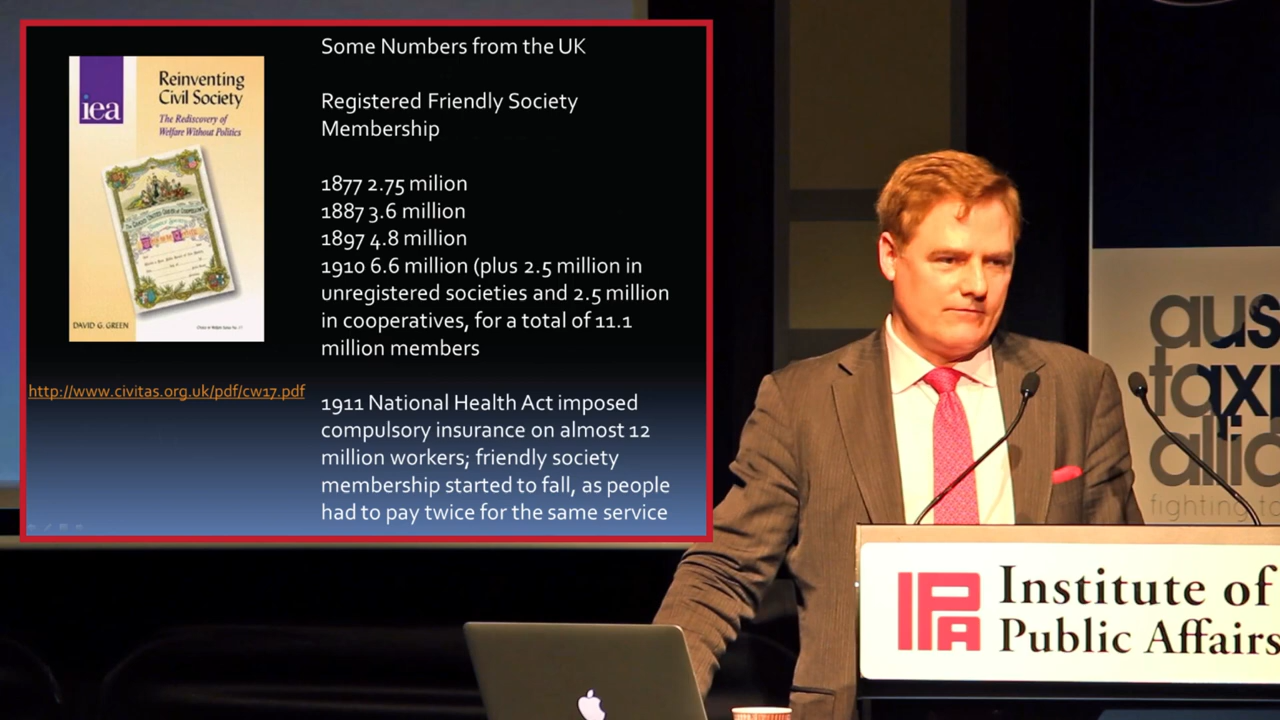 Some Numbers from the UK
Registered Friendly Society
Membership
1877 2.75 milion
1887 3.6 million
1897 4.8 million
1910 6.6 million (plus 2.5 million in
unregistered societies and 2.5 million
in cooperatives, for a total of 11.1
million members
1911 National Health Act imposed
compulsory insurance on almost 12
million workers; friendly society
membership started to fall, as people
had to pay twice for the same service
iea
Reinventing
Civil Society
The Rediscovery of
Welfare Without Politics
DAVID G. GREEN
http://www.civitas.org.uk/pdf/cw17.pdf
aus
taxp
allia
fighting
IPA
Institute of
Public Affairs